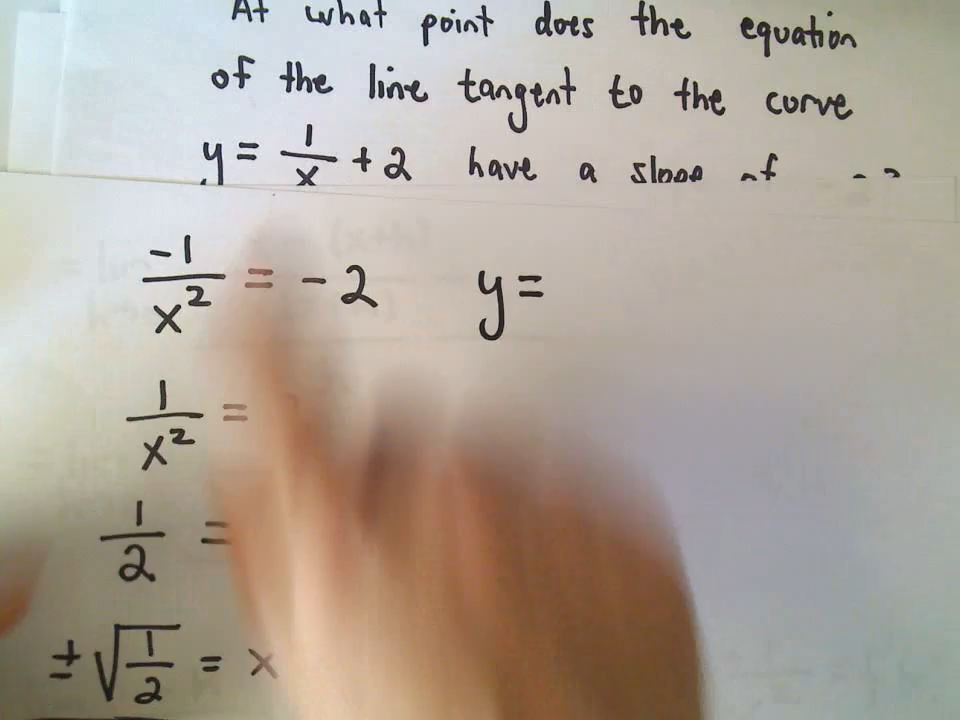 At what point does the equation
of the line tangent to the curve
y = 1/x + 2 have a slope of
-1/x² = -2 y =
1/x² =
1/2 =
±√(1/2) = x